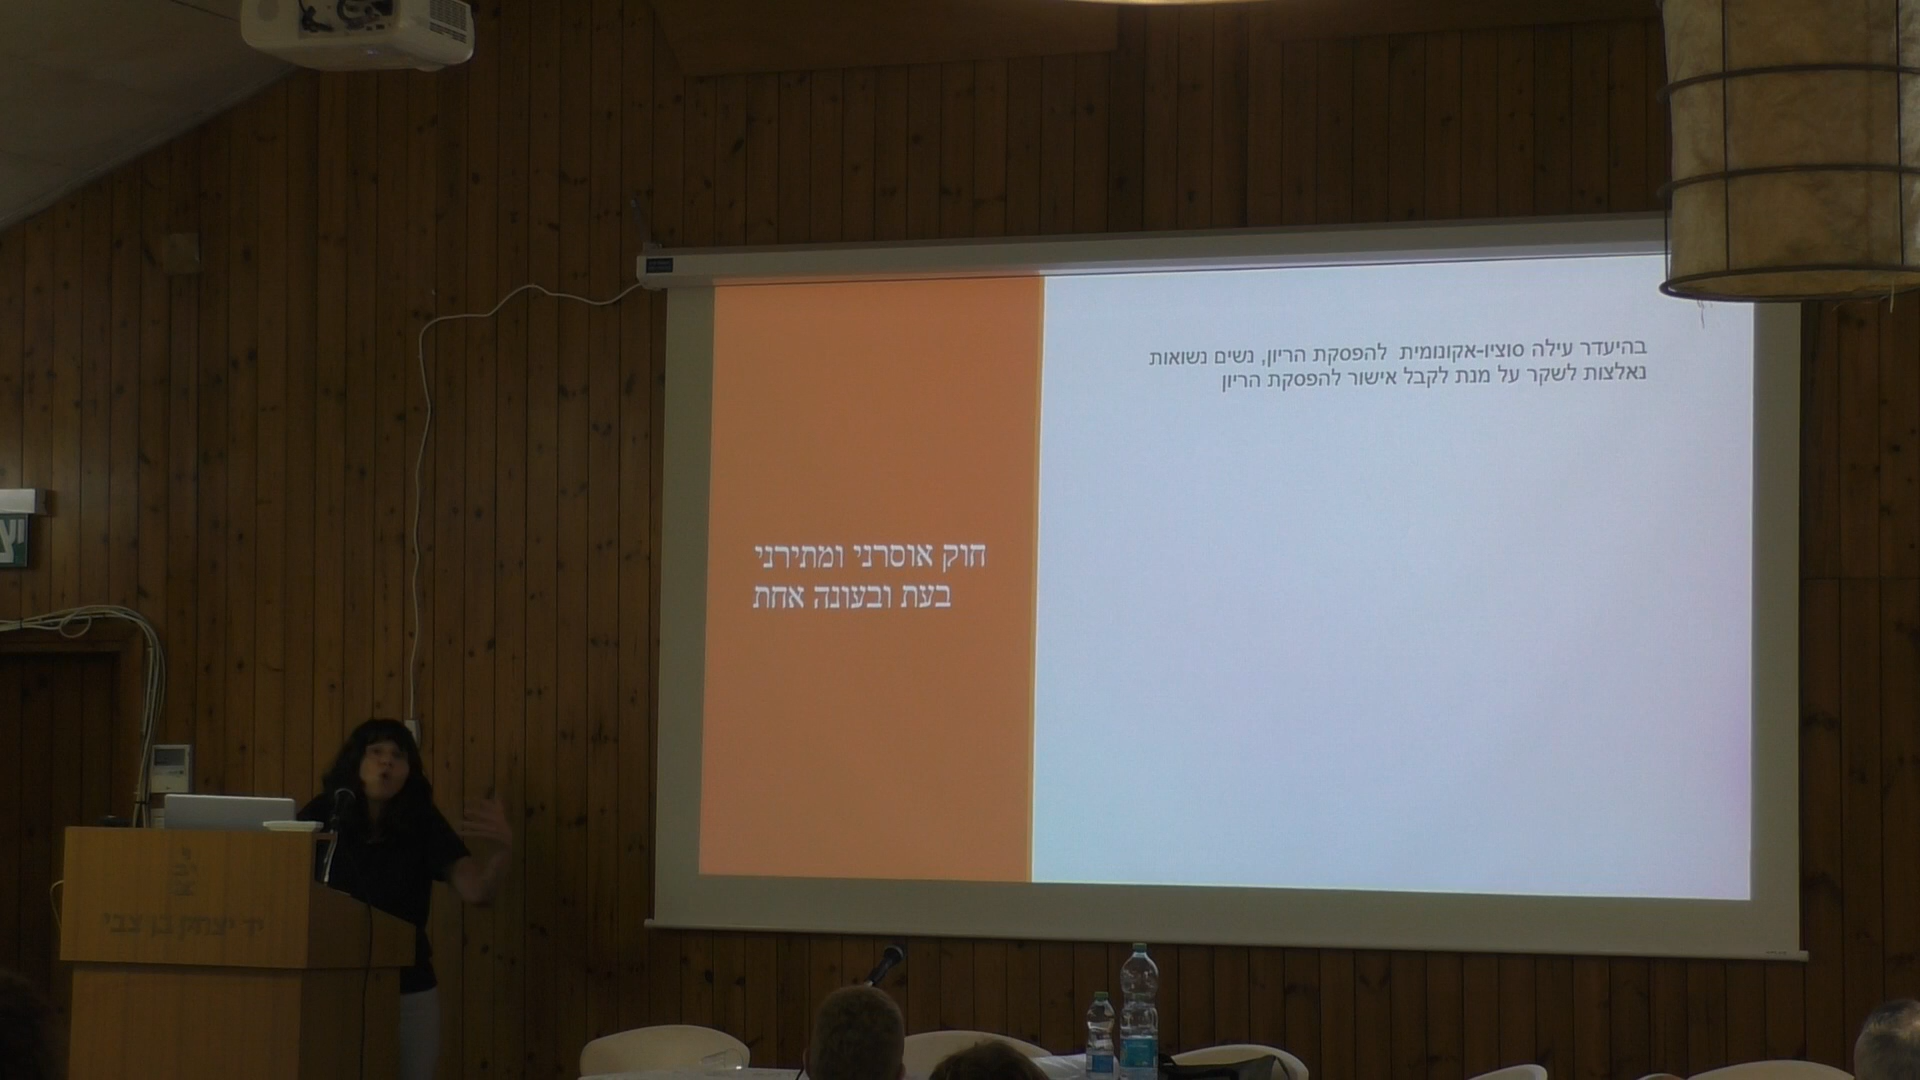 בהיעדר עילה סוציו-אקונומית להפסקת הריון, נשים נשואות
נאלצות לשקר על מנת לקבל אישור להפסקת הריון
חוק אוסרני ומתירני
בעת ובעונה אחת
יד יצחק בן צבי